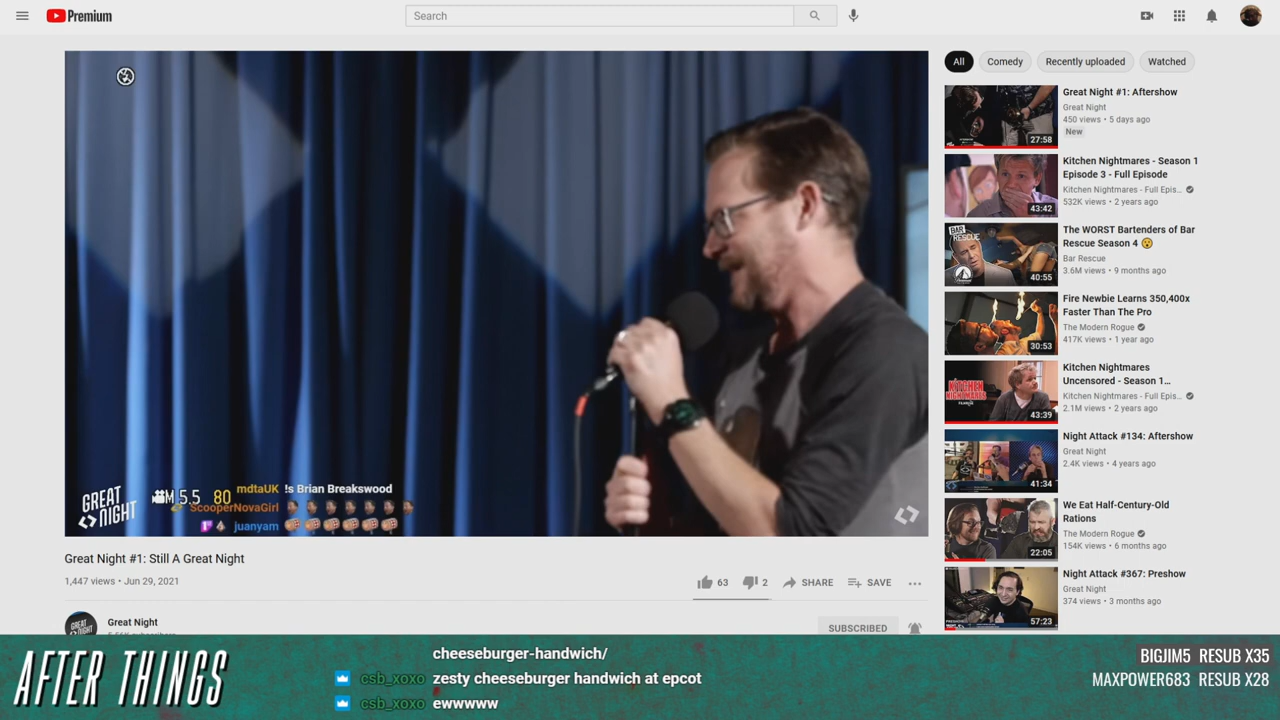 Premium
Search
All
Comedy
Recently uploaded
Watched
Great Night #1: Aftershow
Great Night
450 views • 5 days ago
New
27:58
Kitchen Nightmares - Season 1
Episode 3 - Full Episode
Kitchen Nightmares - Full Epis...
532K views • 2 years ago
43:42
The WORST Bartenders of Bar
Rescue Season 4 😯
Bar Rescue
3.6M views • 9 months ago
BAR
RESCUE
40:55
Fire Newbie Learns 350,400x
Faster Than The Pro
The Modern Rogue
417K views • 1 year ago
30:53
Kitchen Nightmares
Uncensored - Season 1...
Kitchen Nightmares - Full Epis...
2.1M views • 2 years ago
KITCHEN
NIGHTMARES
43:39
Night Attack #134: Aftershow
Great Night
2.4K views • 4 years ago
41:34
We Eat Half-Century-Old
Rations
The Modern Rogue
154K views • 6 months ago
22:05
Night Attack #367: Preshow
Great Night
374 views • 3 months ago
57:23
GREAT
NIGHT
M 5.5 80
mdtaUK !s Brian Breakswood
ScooperNovaGirl
juanyam
Great Night #1: Still A Great Night
1,447 views • Jun 29, 2021
63
2
SHARE
SAVE
Great Night
SUBSCRIBED
AFTER THINGS
cheeseburger-handwich/
csb_xoxo zesty cheeseburger handwich at epcot
csb_xoxo ewwwww
BIGJIM5 RESUB X35
MAXPOWER683 RESUB X28